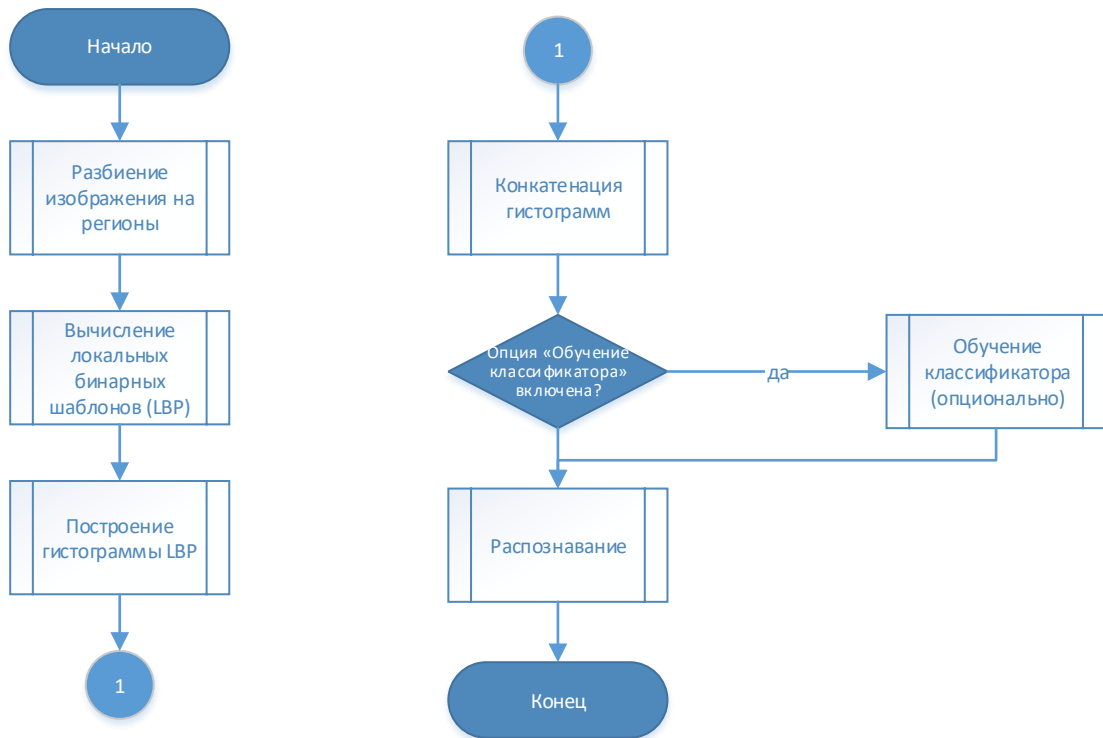 Начало
Разбиение
изображения на
регионы
Вычисление
локальных
бинарных
шаблонов (LBP)
Построение
гистограммы LBP
1
1
Конкатенация
гистограмм
Опция «Обучение
классификатора»
включена?
да
Обучение
классификатора
(опционально)
Распознавание
Конец